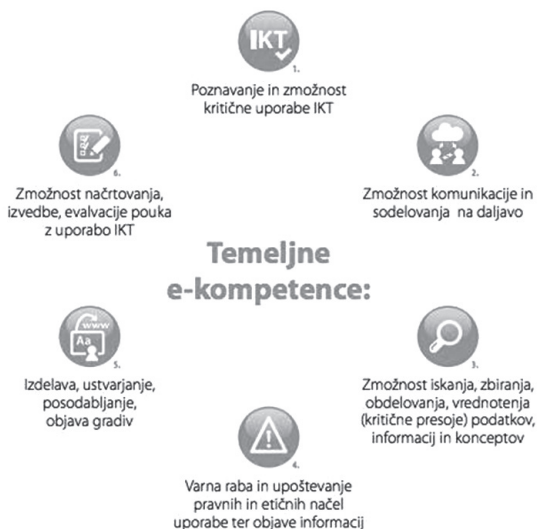 IKT
1.
Poznavanje in zmožnost
kritične uporabe IKT
2.
Zmožnost komunikacije in
sodelovanja na daljavo
6.
Zmožnost načrtovanja,
izvedbe, evalvacije pouka
z uporabo IKT
Temeljne
e-kompetence:
www
Aa
5.
Izdelava, ustvarjanje,
posodabljanje,
objava gradiv
3.
Zmožnost iskanja, zbiranja,
obdelovanja, vrednotenja
(kritične presoje) podatkov,
informacij in konceptov
4.
Varna raba in upoštevanje
pravnih in etičnih načel
uporabe ter objave informacij